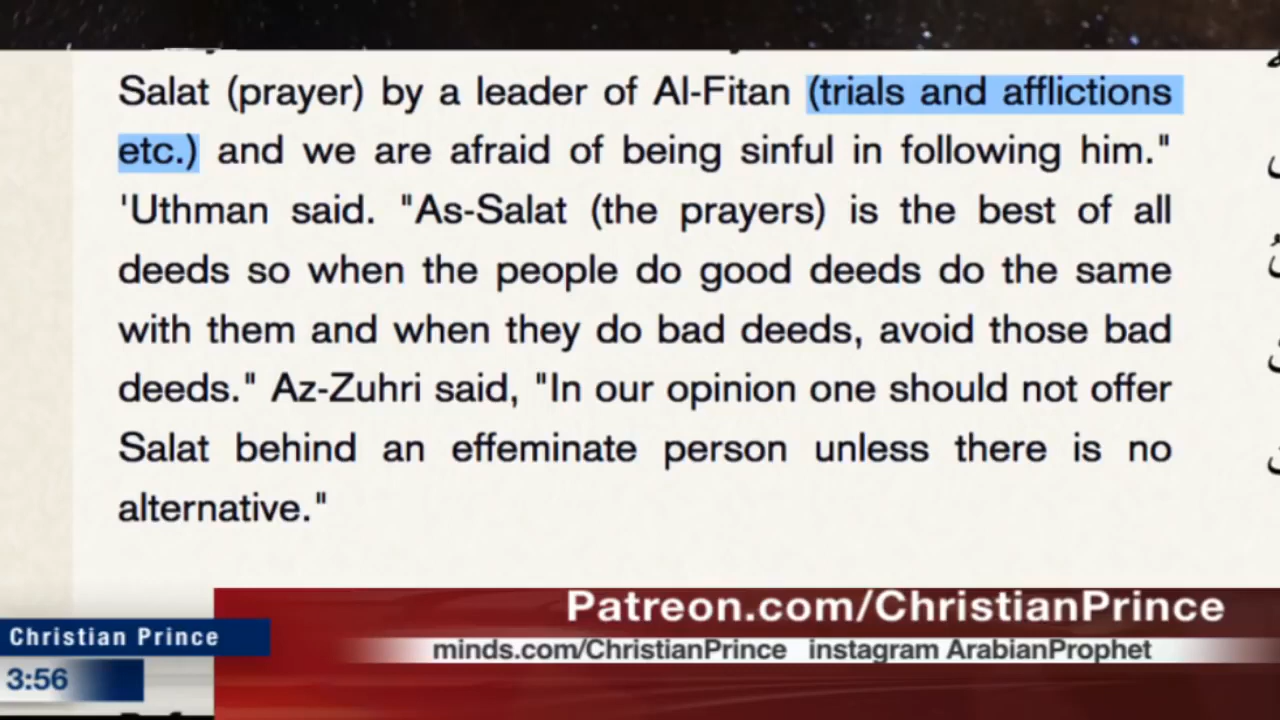 Salat (prayer) by a leader of Al-Fitan (trials and afflictions
etc.) and we are afraid of being sinful in following him."
'Uthman said. "As-Salat (the prayers) is the best of all
deeds so when the people do good deeds do the same
with them and when they do bad deeds, avoid those bad
deeds." Az-Zuhri said, "In our opinion one should not offer
Salat behind an effeminate person unless there is no
alternative."
Patreon.com/ChristianPrince
Christian Prince
minds.com/ChristianPrince instagram ArabianProphet
3:56